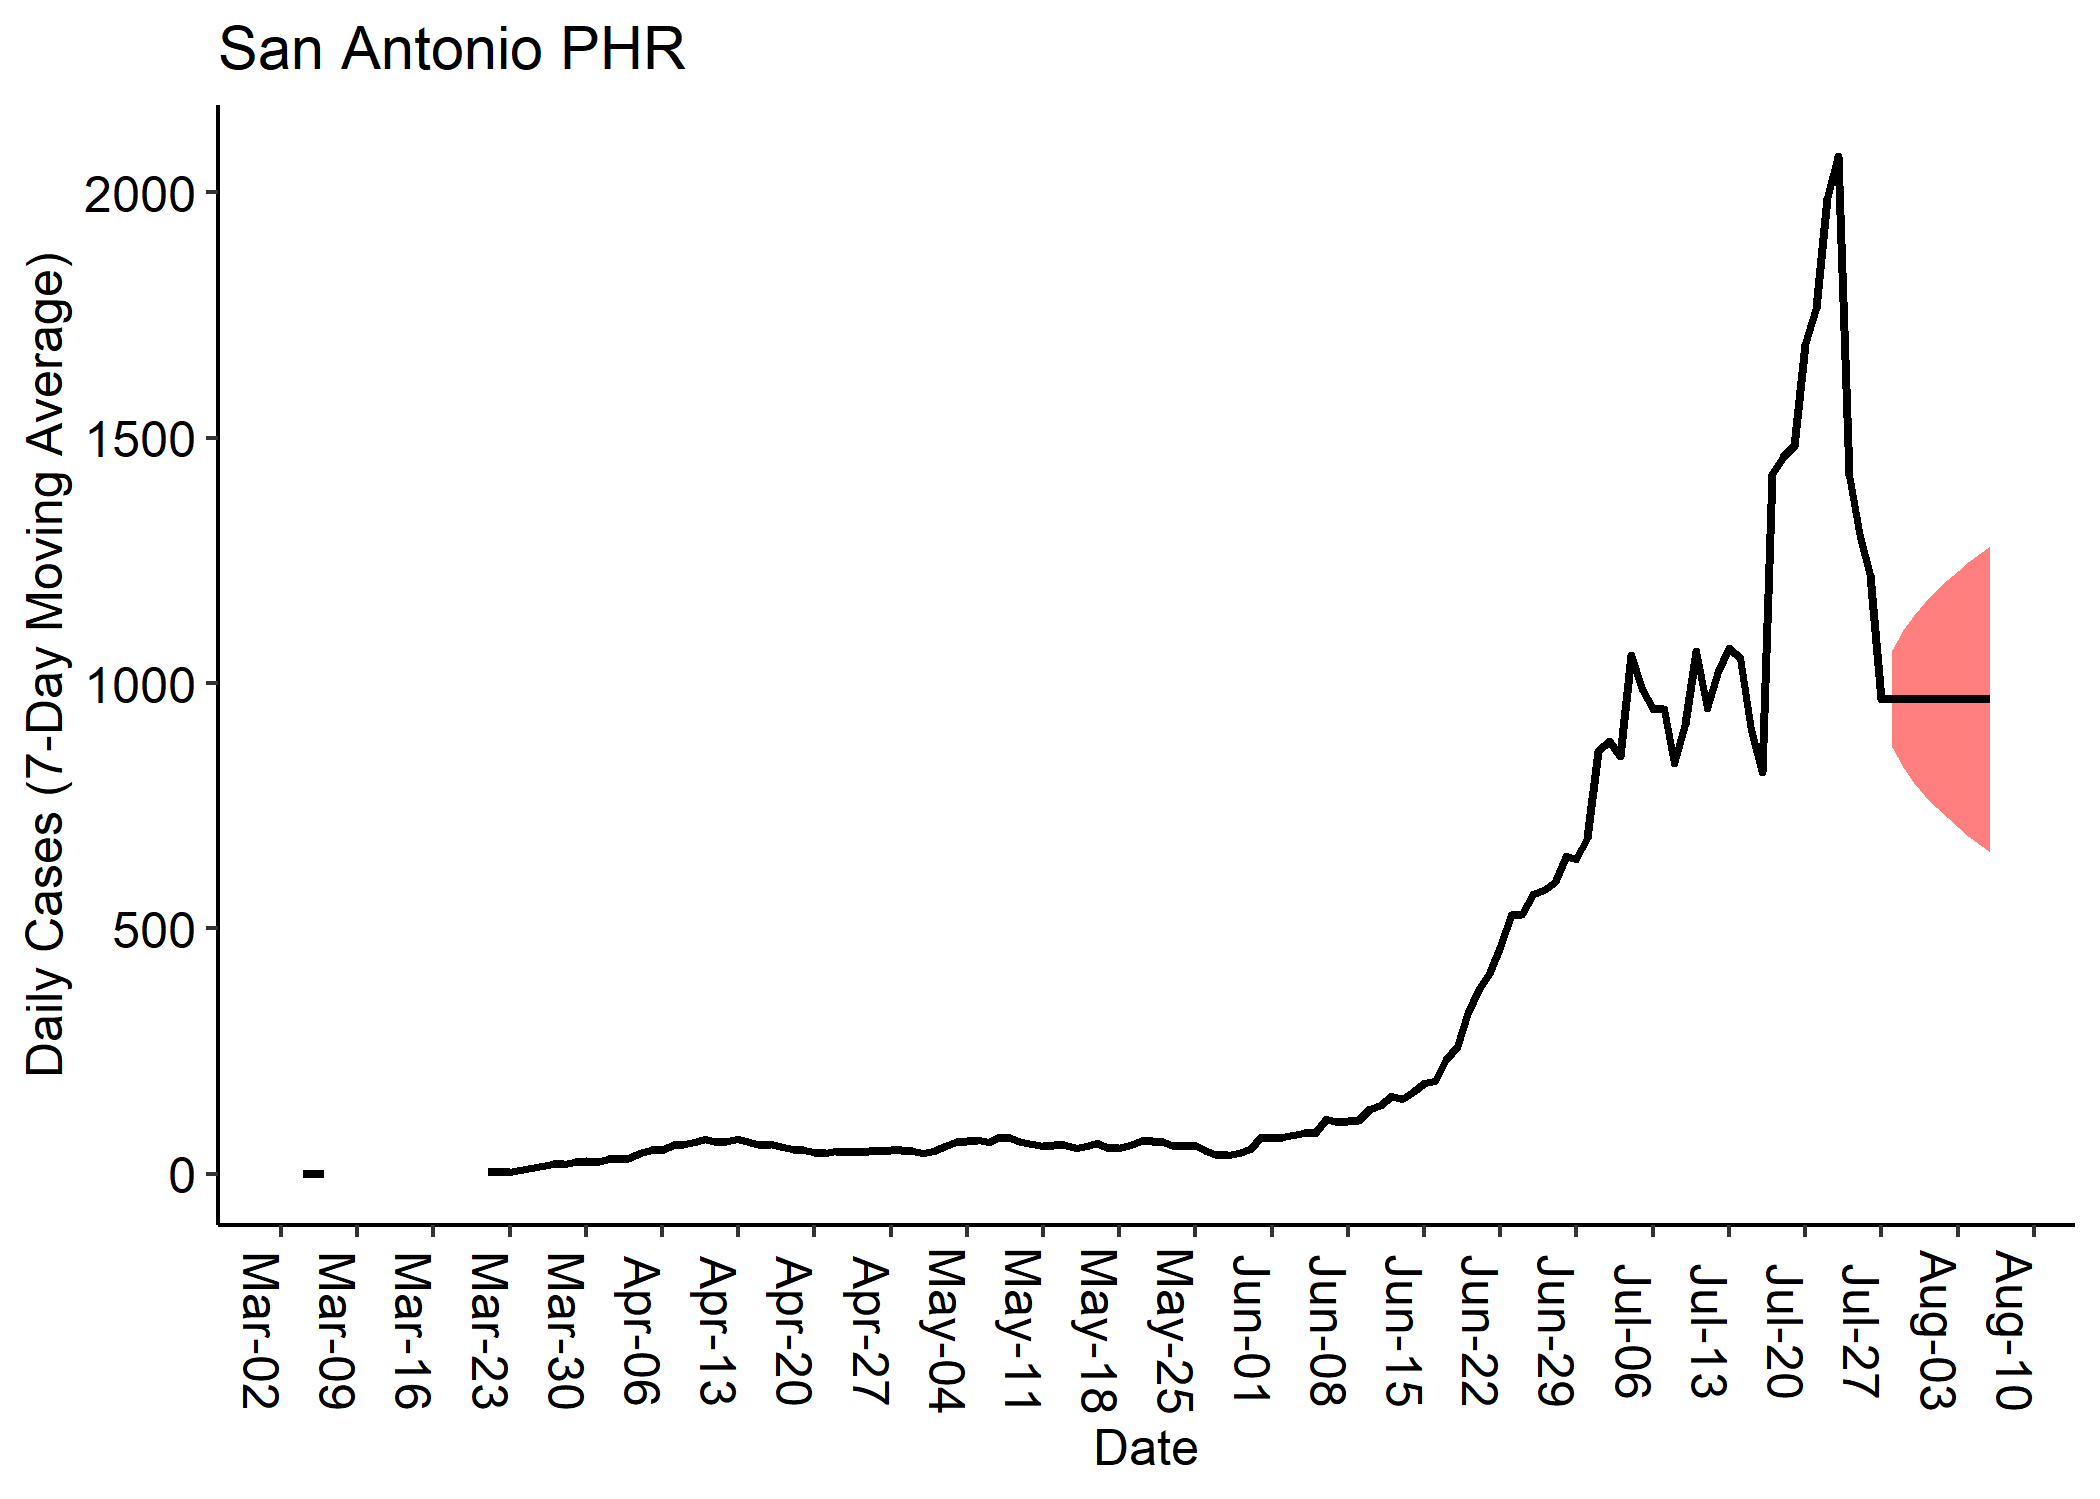 San Antonio PHR
Daily Cases (7-Day Moving Average)
2000
1500
1000
500
0
Mar-02
Mar-09
Mar-16
Mar-23
Mar-30
Apr-06
Apr-13
Apr-20
Apr-27
May-04
May-11
May-18
May-25
Jun-01
Jun-08
Jun-15
Jun-22
Jun-29
Jul-06
Jul-13
Jul-20
Jul-27
Aug-03
Aug-10
Date